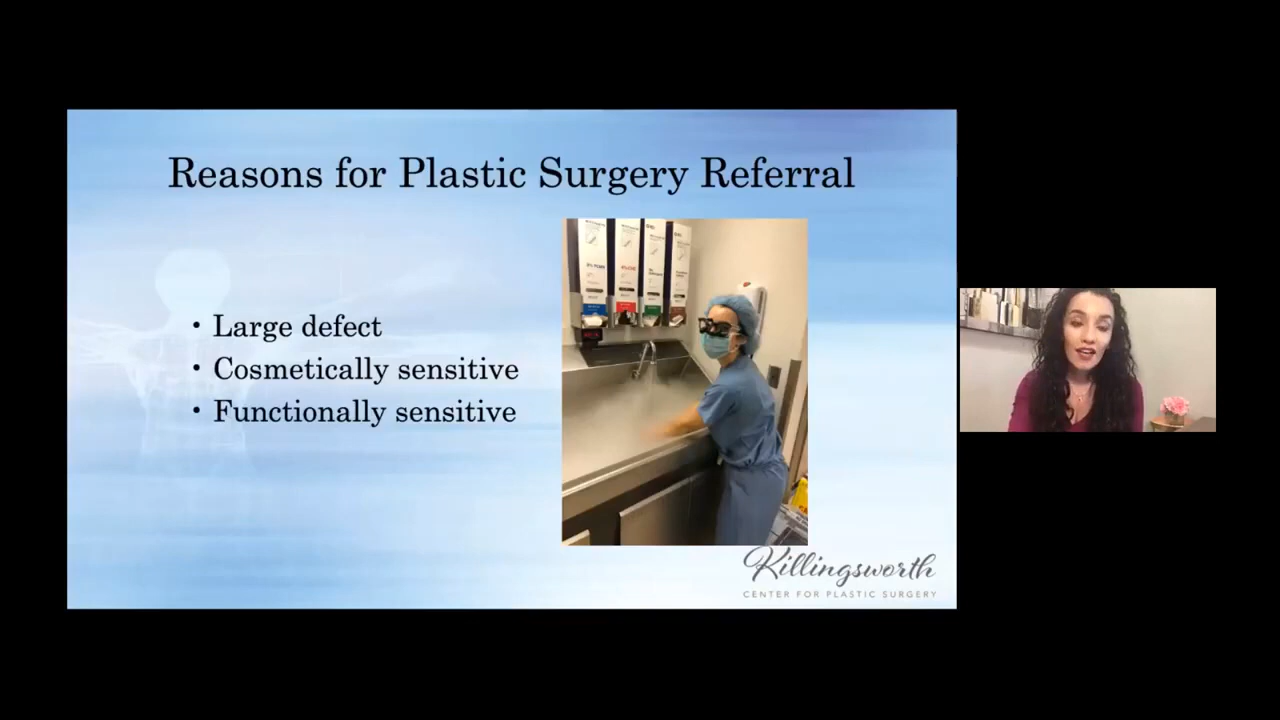 Reasons for Plastic Surgery Referral
• Large defect
• Cosmetically sensitive
• Functionally sensitive
Killingsworth
CENTER FOR PLASTIC SURGERY